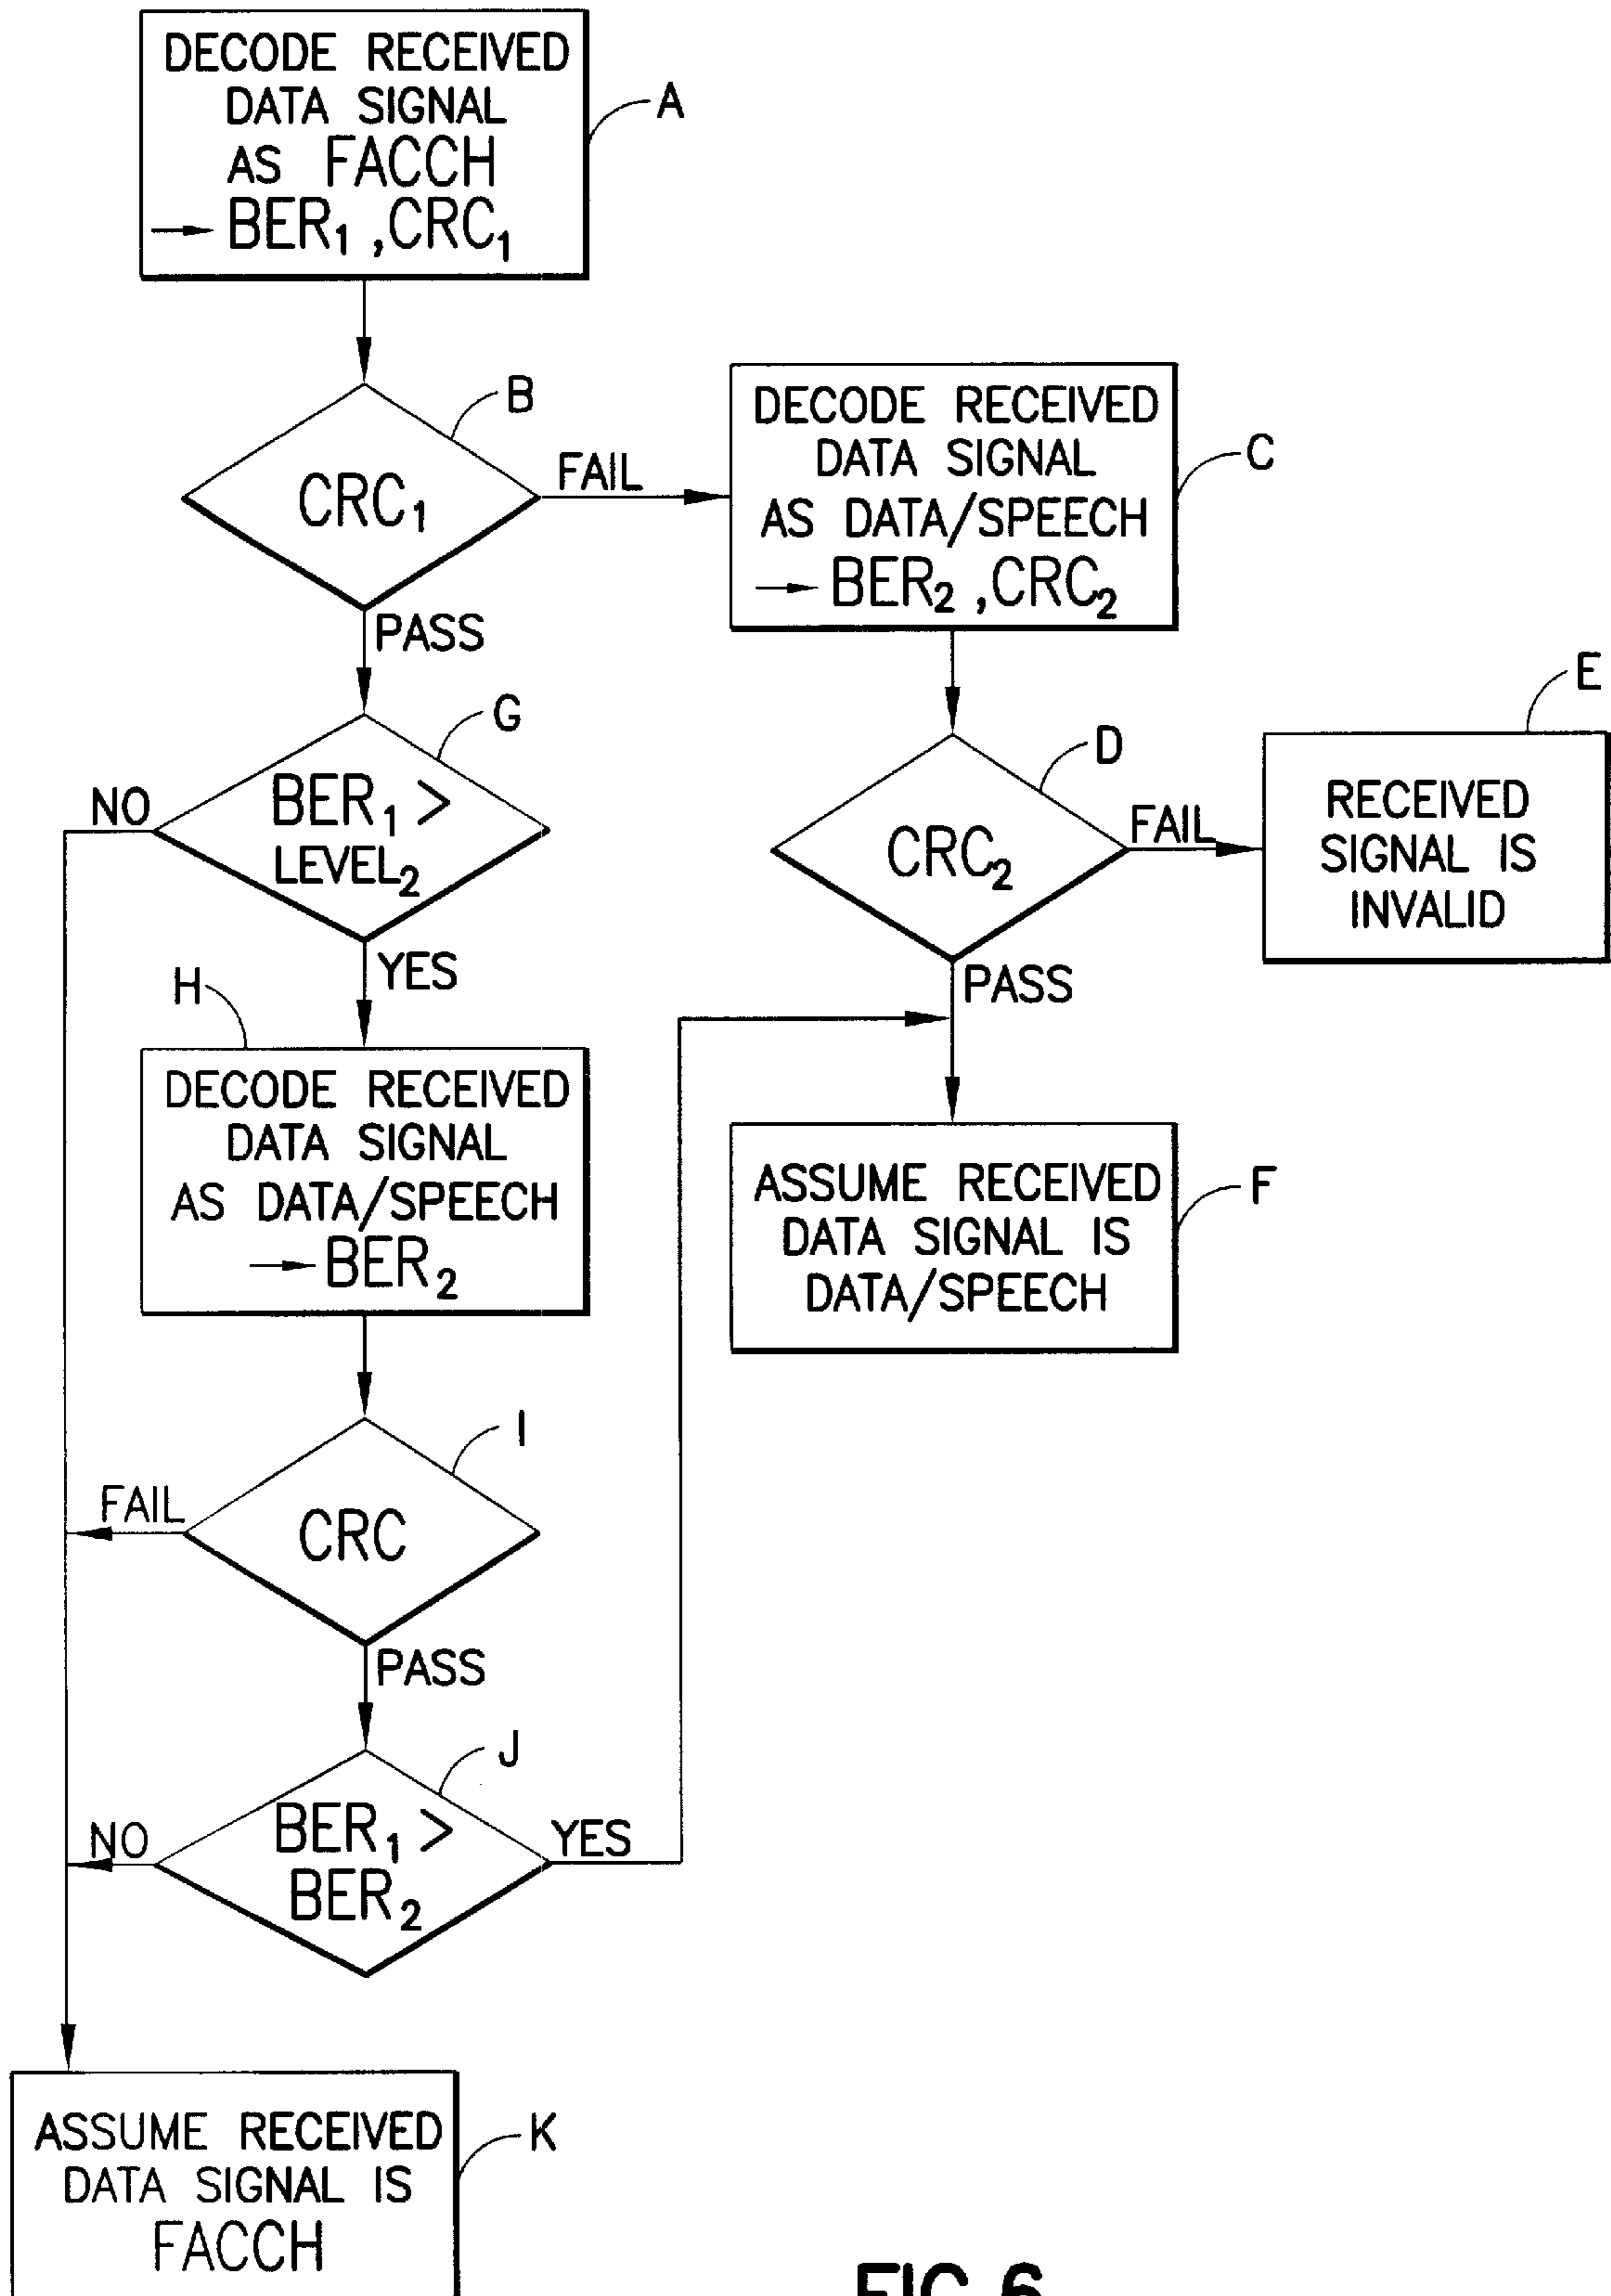 DECODE RECEIVED
DATA SIGNAL
AS FACCH
→ BER₁ ,CRC₁
A
B
CRC₁
FAIL
PASS
DECODE RECEIVED
DATA SIGNAL
AS DATA/SPEECH
→ BER₂ ,CRC₂
C
G
BER₁ >
LEVEL₂
NO
YES
D
CRC₂
FAIL
PASS
E
RECEIVED
SIGNAL IS
INVALID
H
DECODE RECEIVED
DATA SIGNAL
AS DATA/SPEECH
→ BER₂
ASSUME RECEIVED
DATA SIGNAL IS
DATA/SPEECH
F
I
CRC
FAIL
PASS
J
BER₁ >
BER₂
NO
YES
ASSUME RECEIVED
DATA SIGNAL IS
FACCH
K
FIG.6